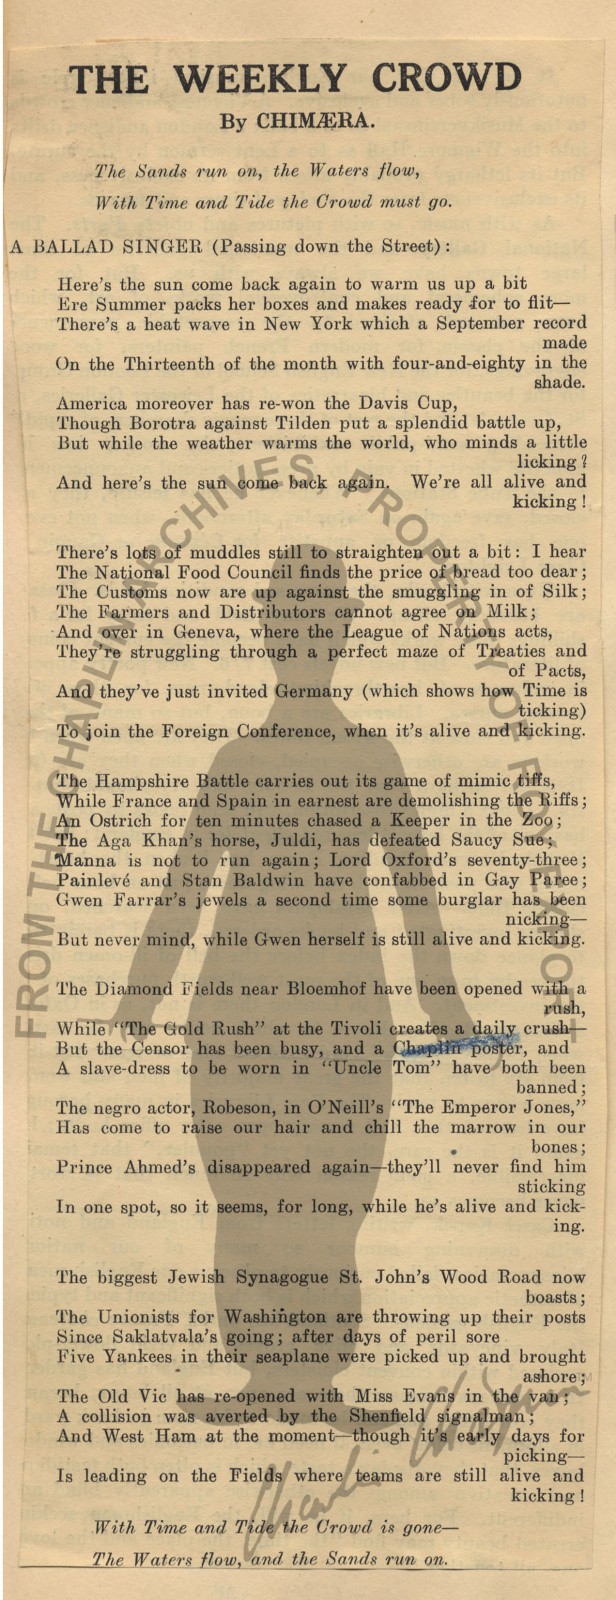 THE WEEKLY CROWD
By CHIMÆRA.
The Sands run on, the Waters flow,
With Time and Tide the Crowd must go.
A BALLAD SINGER (Passing down the Street):
Here's the sun come back again to warm us up a bit
Ere Summer packs her boxes and makes ready for to flit—
There's a heat wave in New York which a September record
made
On the Thirteenth of the month with four-and-eighty in the
shade.
America moreover has re-won the Davis Cup,
Though Borotra against Tilden put a splendid battle up,
But while the weather warms the world, who minds a little
licking?
And here's the sun come back again. We're all alive and
kicking!
There's lots of muddles still to straighten out a bit: I hear
The National Food Council finds the price of bread too dear;
The Customs now are up against the smuggling in of Silk;
The Farmers and Distributors cannot agree on Milk;
And over in Geneva, where the League of Nations acts,
They're struggling through a perfect maze of Treaties and
of Pacts,
And they've just invited Germany (which shows how Time is
ticking)
To join the Foreign Conference, when it's alive and kicking.
The Hampshire Battle carries out its game of mimic tiffs,
While France and Spain in earnest are demolishing the Riffs;
An Ostrich for ten minutes chased a Keeper in the Zoo;
The Aga Khan's horse, Juldi, has defeated Saucy Sue;
Manna is not to run again; Lord Oxford's seventy-three;
Painlevé and Stan Baldwin have confabbed in Gay Paree;
Gwen Farrar's jewels a second time some burglar has been
nicking—
But never mind, while Gwen herself is still alive and kicking.
The Diamond Fields near Bloemhof have been opened with a
rush,
While "The Gold Rush" at the Tivoli creates a daily crush—
But the Censor has been busy, and a Chaplin poster, and
A slave-dress to be worn in "Uncle Tom" have both been
banned;
The negro actor, Robeson, in O'Neill's "The Emperor Jones,"
Has come to raise our hair and chill the marrow in our
bones;
Prince Ahmed's disappeared again—they'll never find him
sticking
In one spot, so it seems, for long, while he's alive and kick-
ing.
The biggest Jewish Synagogue St. John's Wood Road now
boasts;
The Unionists for Washington are throwing up their posts
Since Saklatvala's going; after days of peril sore
Five Yankees in their seaplane were picked up and brought
ashore;
The Old Vic has re-opened with Miss Evans in the van;
A collision was averted by the Shenfield signalman;
And West Ham at the moment—though it's early days for
picking—
Is leading on the Fields where teams are still alive and
kicking!
With Time and Tide the Crowd is gone—
The Waters flow, and the Sands run on.
FROM THE CHAPLIN ARCHIVES, PROPERTY OF ROY EXPORT
Charlie Chaplin